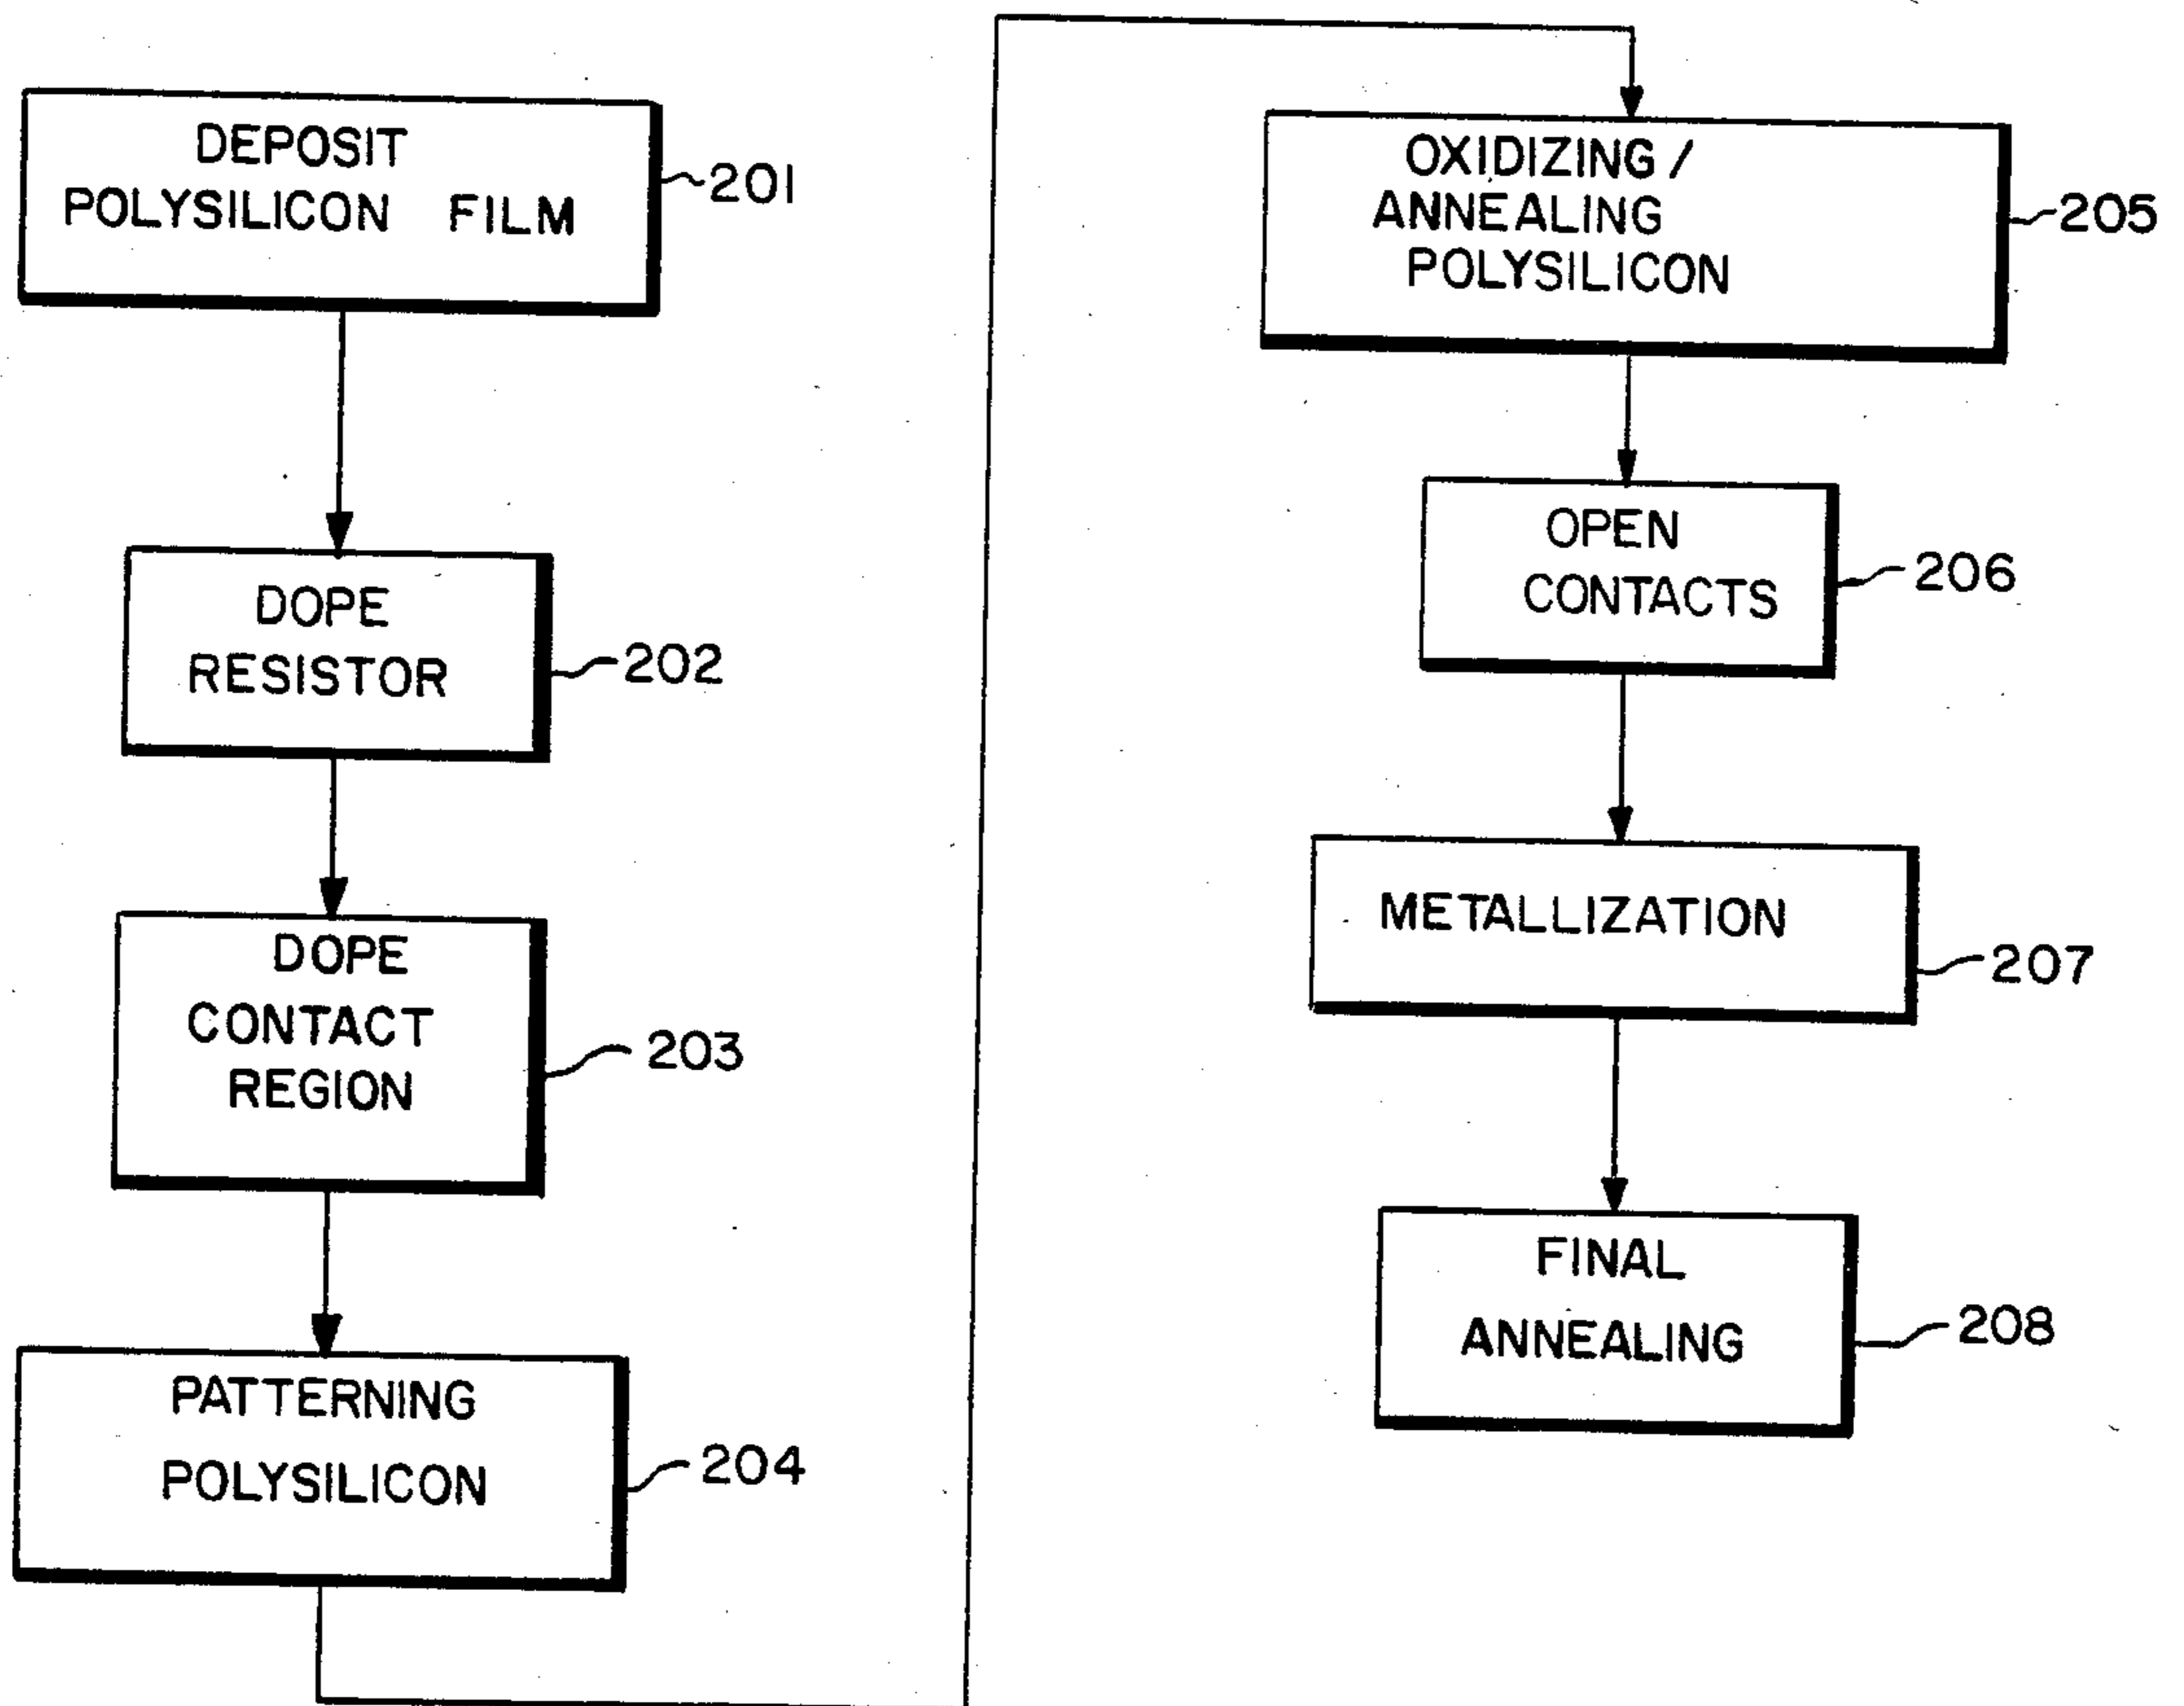 DEPOSIT
POLYSILICON FILM
201
DOPE
RESISTOR
202
DOPE
CONTACT
REGION
203
PATTERNING
POLYSILICON
204
OXIDIZING/
ANNEALING
POLYSILICON
205
OPEN
CONTACTS
206
METALLIZATION
207
FINAL
ANNEALING
208